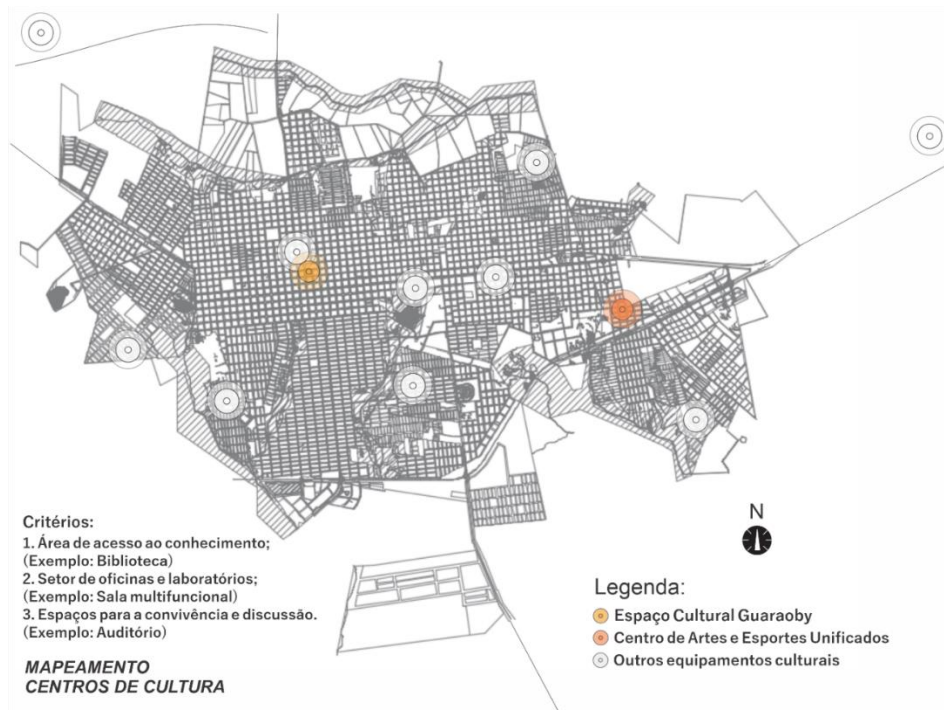 Critérios:
1. Área de acesso ao conhecimento;
(Exemplo: Biblioteca)
2. Setor de oficinas e laboratórios;
(Exemplo: Sala multifuncional)
3. Espaços para a convivência e discussão.
(Exemplo: Auditório)
MAPEAMENTO
CENTROS DE CULTURA
N
Legenda:
Espaço Cultural Guaraoby
Centro de Artes e Esportes Unificados
Outros equipamentos culturais